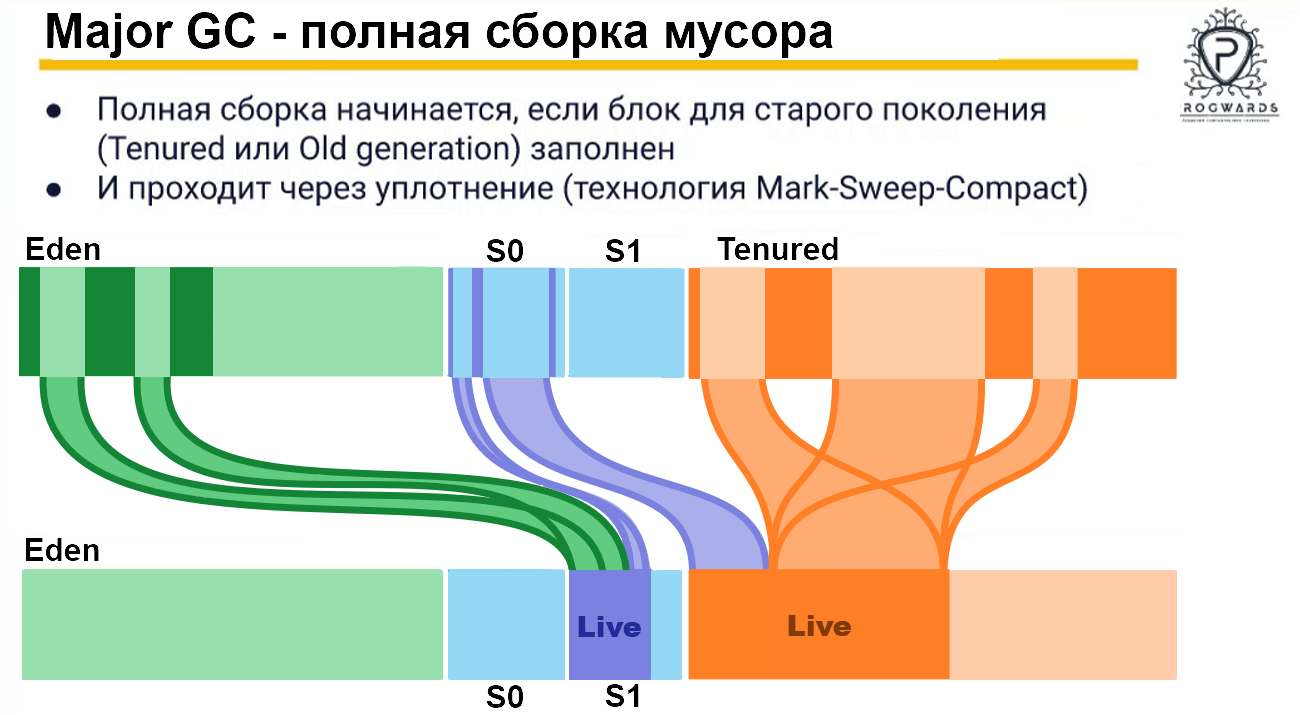 Major GC - полная сборка мусора
● Полная сборка начинается, если блок для старого поколения
(Tenured или Old generation) заполнен
● И проходит через уплотнение (технология Mark-Sweep-Compact)
P
ROGWARDS
Eden
S0
S1
Tenured
Eden
Live
Live
S0
S1